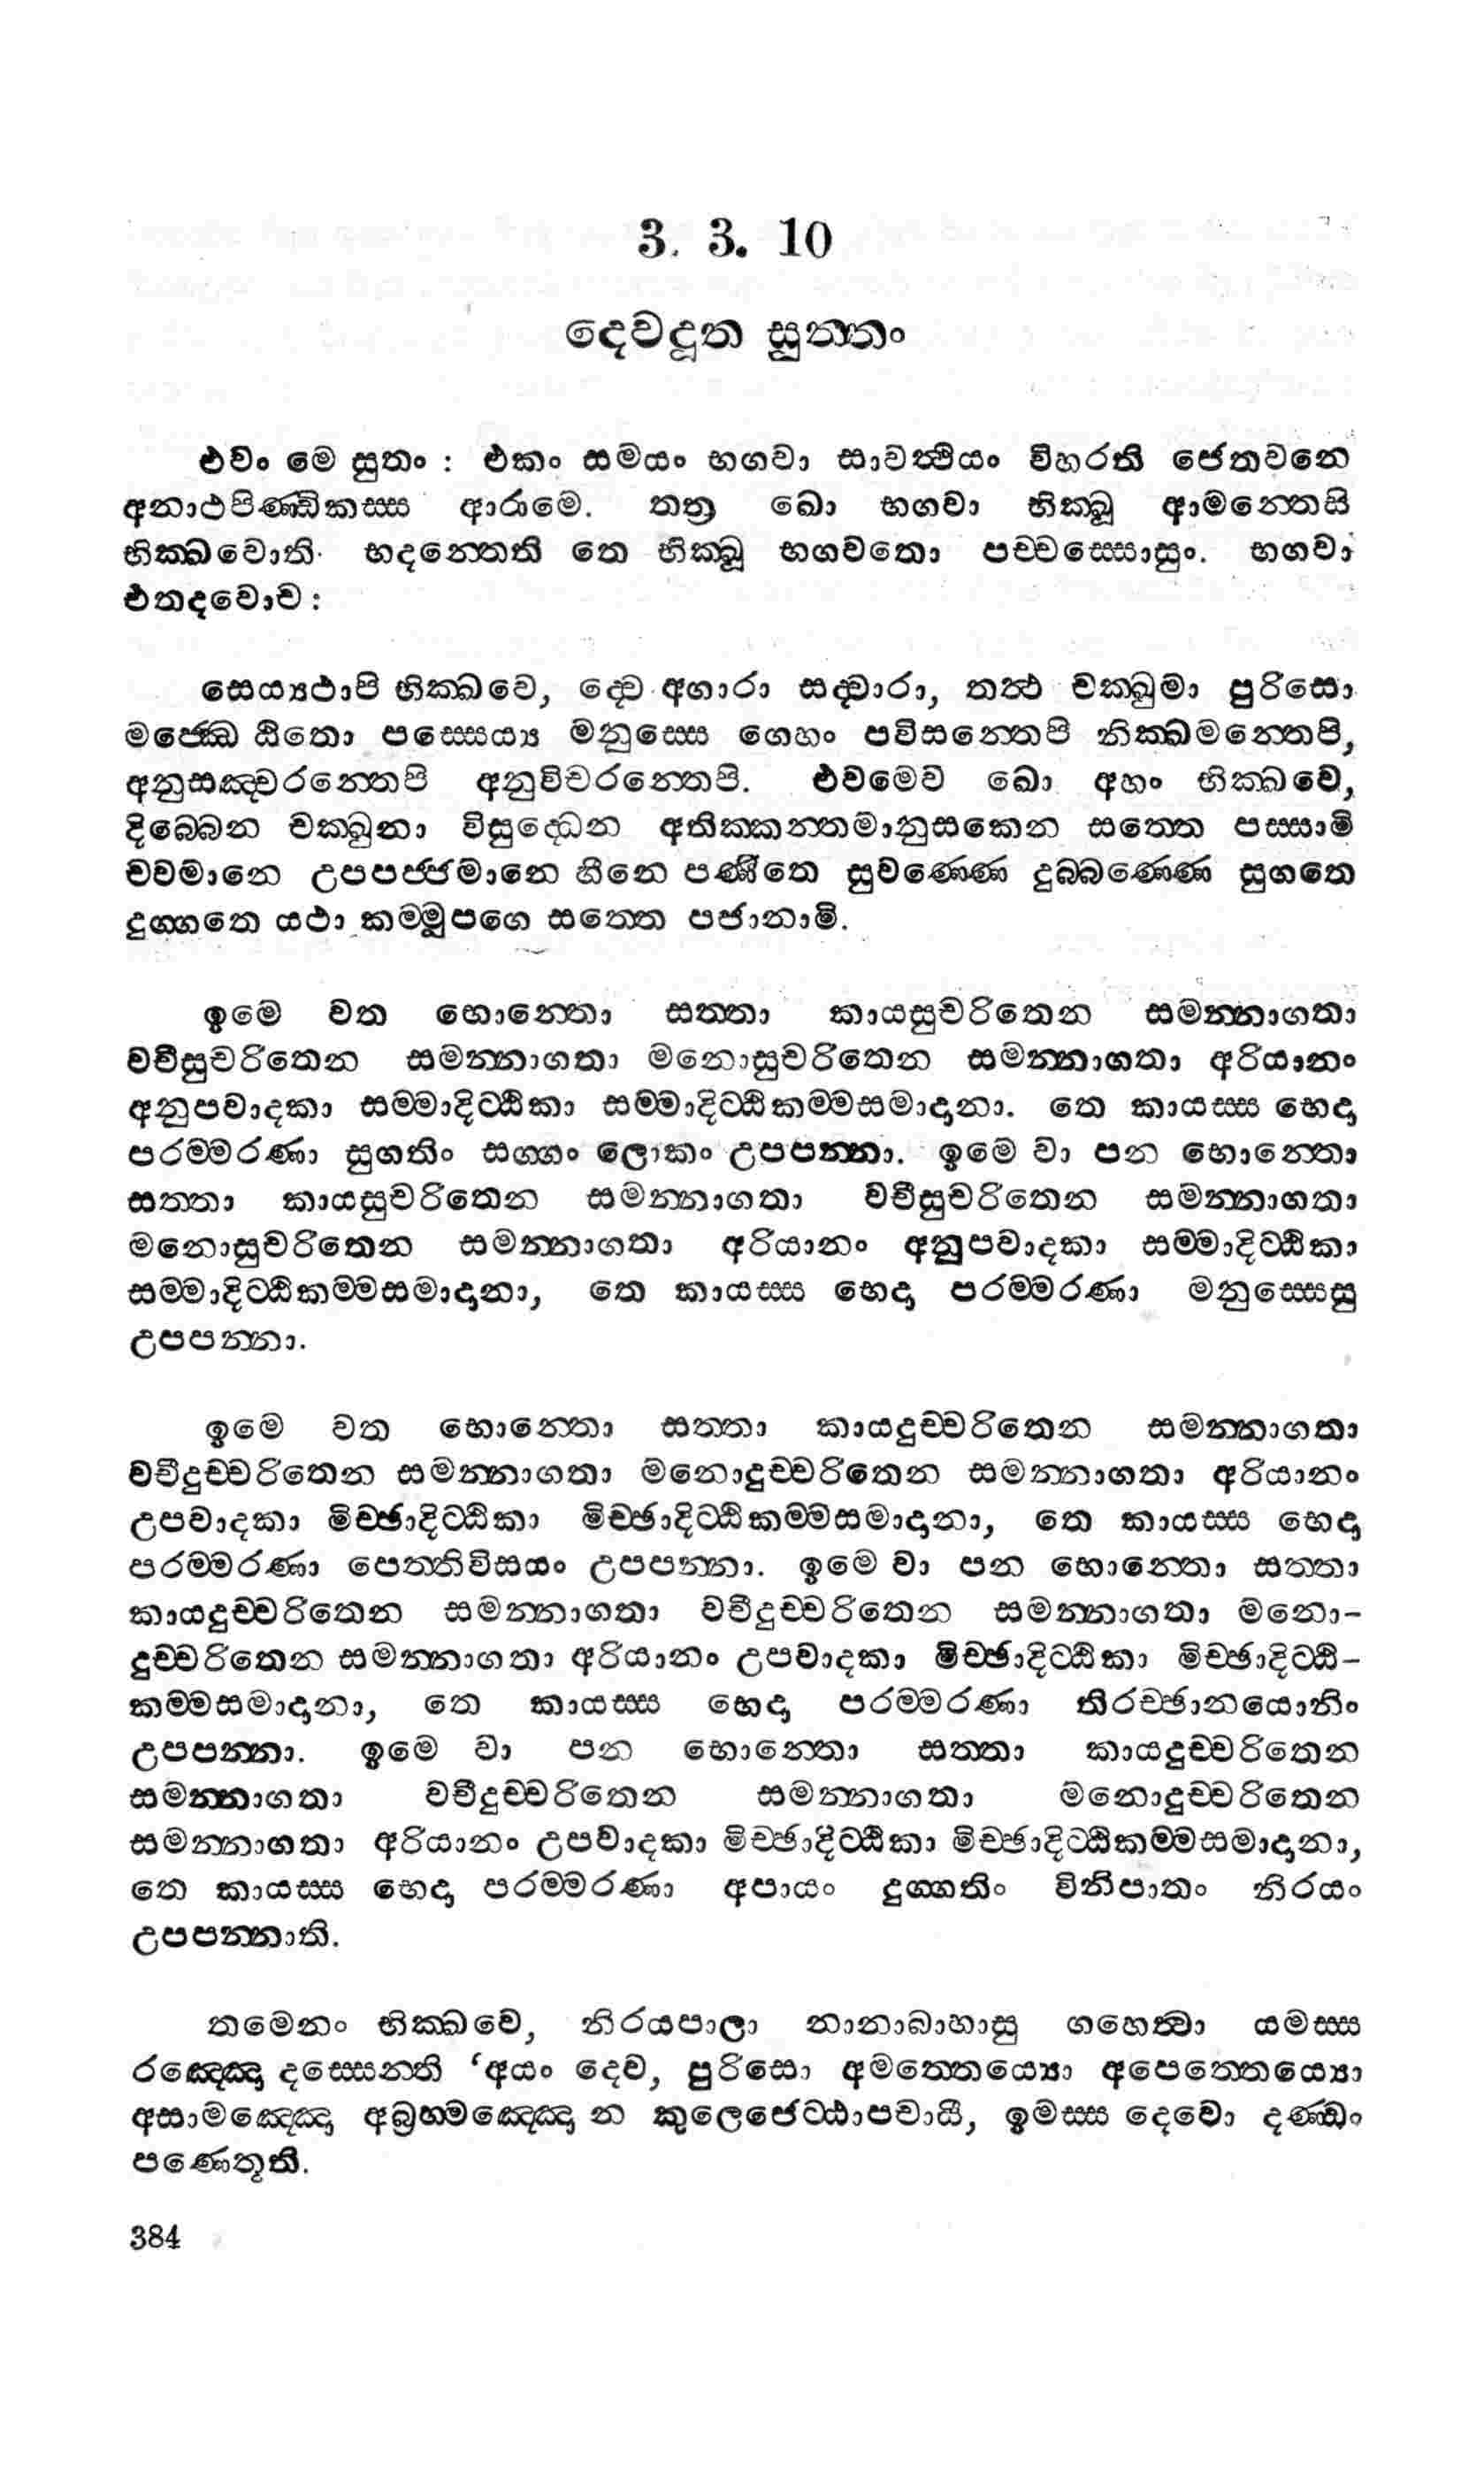 3. 3. 10
දෙවදූත සුත්තං
එවං මෙ සුතං : එකං සමයං භගවා සාවත්ථියං විහරති ජෙතවනෙ
අනාථපිණ්ඩිකස්ස ආරාමෙ. තත්‍ර ඛො භගවා භික්ඛූ ආමන්තෙසි
භික්ඛවොති. භදන්තෙති තෙ භික්ඛූ භගවතො පච්චස්සොසුං. භගවා
එතදවොච :
සෙය්‍යථාපි භික්ඛවෙ, ද්වෙ අගාරා සද්වාරා, තත්ථ චක්ඛුමා පුරිසො
මජ්ඣෙ ඨිතො පස්සෙය්‍ය මනුස්සෙ ගෙහං පවිසන්තෙපි නික්ඛමන්තෙපි,
අනුසඤ්චරන්තෙපි අනුවිචරන්තෙපි. එවමෙව ඛො අහං භික්ඛවෙ,
දිබ්බෙන චක්ඛුනා විසුද්ධෙන අතික්කන්තමානුසකෙන සත්තෙ පස්සාමි
චවමානෙ උපපජ්ජමානෙ හීනෙ පණීතෙ සුවණ්ණෙ දුබ්බණ්ණෙ සුගතෙ
දුග්ගතෙ යථා කම්මූපගෙ සත්තෙ පජානාමි.
ඉමෙ වත භොන්තො සත්තා කායසුචරිතෙන සමන්නාගතා
වචීසුචරිතෙන සමන්නාගතා මනොසුචරිතෙන සමන්නාගතා අරියානං
අනුපවාදකා සම්මාදිට්ඨිකා සම්මාදිට්ඨිකම්මසමාදානා. තෙ කායස්ස භෙදා
පරම්මරණා සුගතිං සග්ගං ලොකං උපපන්නා. ඉමෙ වා පන භොන්තො
සත්තා කායසුචරිතෙන සමන්නාගතා වචීසුචරිතෙන සමන්නාගතා
මනොසුචරිතෙන සමන්නාගතා අරියානං අනුපවාදකා සම්මාදිට්ඨිකා
සම්මාදිට්ඨිකම්මසමාදානා, තෙ කායස්ස භෙදා පරම්මරණා මනුස්සෙසු
උපපන්නා.
ඉමෙ වත භොන්තො සත්තා කායදුච්චරිතෙන සමන්නාගතා
වචීදුච්චරිතෙන සමන්නාගතා මනොදුච්චරිතෙන සමන්නාගතා අරියානං
උපවාදකා මිච්ඡාදිට්ඨිකා මිච්ඡාදිට්ඨිකම්මසමාදානා, තෙ කායස්ස භෙදා
පරම්මරණා පෙත්තිවිසයං උපපන්නා. ඉමෙ වා පන භොන්තො සත්තා
කායදුච්චරිතෙන සමන්නාගතා වචීදුච්චරිතෙන සමන්නාගතා මනො-
දුච්චරිතෙන සමන්නාගතා අරියානං උපවාදකා මිච්ඡාදිට්ඨිකා මිච්ඡාදිට්ඨි-
කම්මසමාදානා, තෙ කායස්ස භෙදා පරම්මරණා තිරච්ඡානයොනිං
උපපන්නා. ඉමෙ වා පන භොන්තො සත්තා කායදුච්චරිතෙන
සමන්නාගතා වචීදුච්චරිතෙන සමන්නාගතා මනොදුච්චරිතෙන
සමන්නාගතා අරියානං උපවාදකා මිච්ඡාදිට්ඨිකා මිච්ඡාදිට්ඨිකම්මසමාදානා,
තෙ කායස්ස භෙදා පරම්මරණා අපායං දුග්ගතිං විනිපාතං නිරයං
උපපන්නාති.
තමෙනං භික්ඛවෙ, නිරයපාලා නානාබාහාසු ගහෙත්වා යමස්ස
රඤ්ඤො දස්සෙන්ති ‘අයං දෙව, පුරිසො අමත්තෙය්‍යො අපෙත්තෙය්‍යො
අසාමඤ්ඤො අබ්‍රහ්මඤ්ඤො න කුලෙජෙට්ඨාපචායී, ඉමස්ස දෙවො දණ්ඩං
පණෙතූති.
384